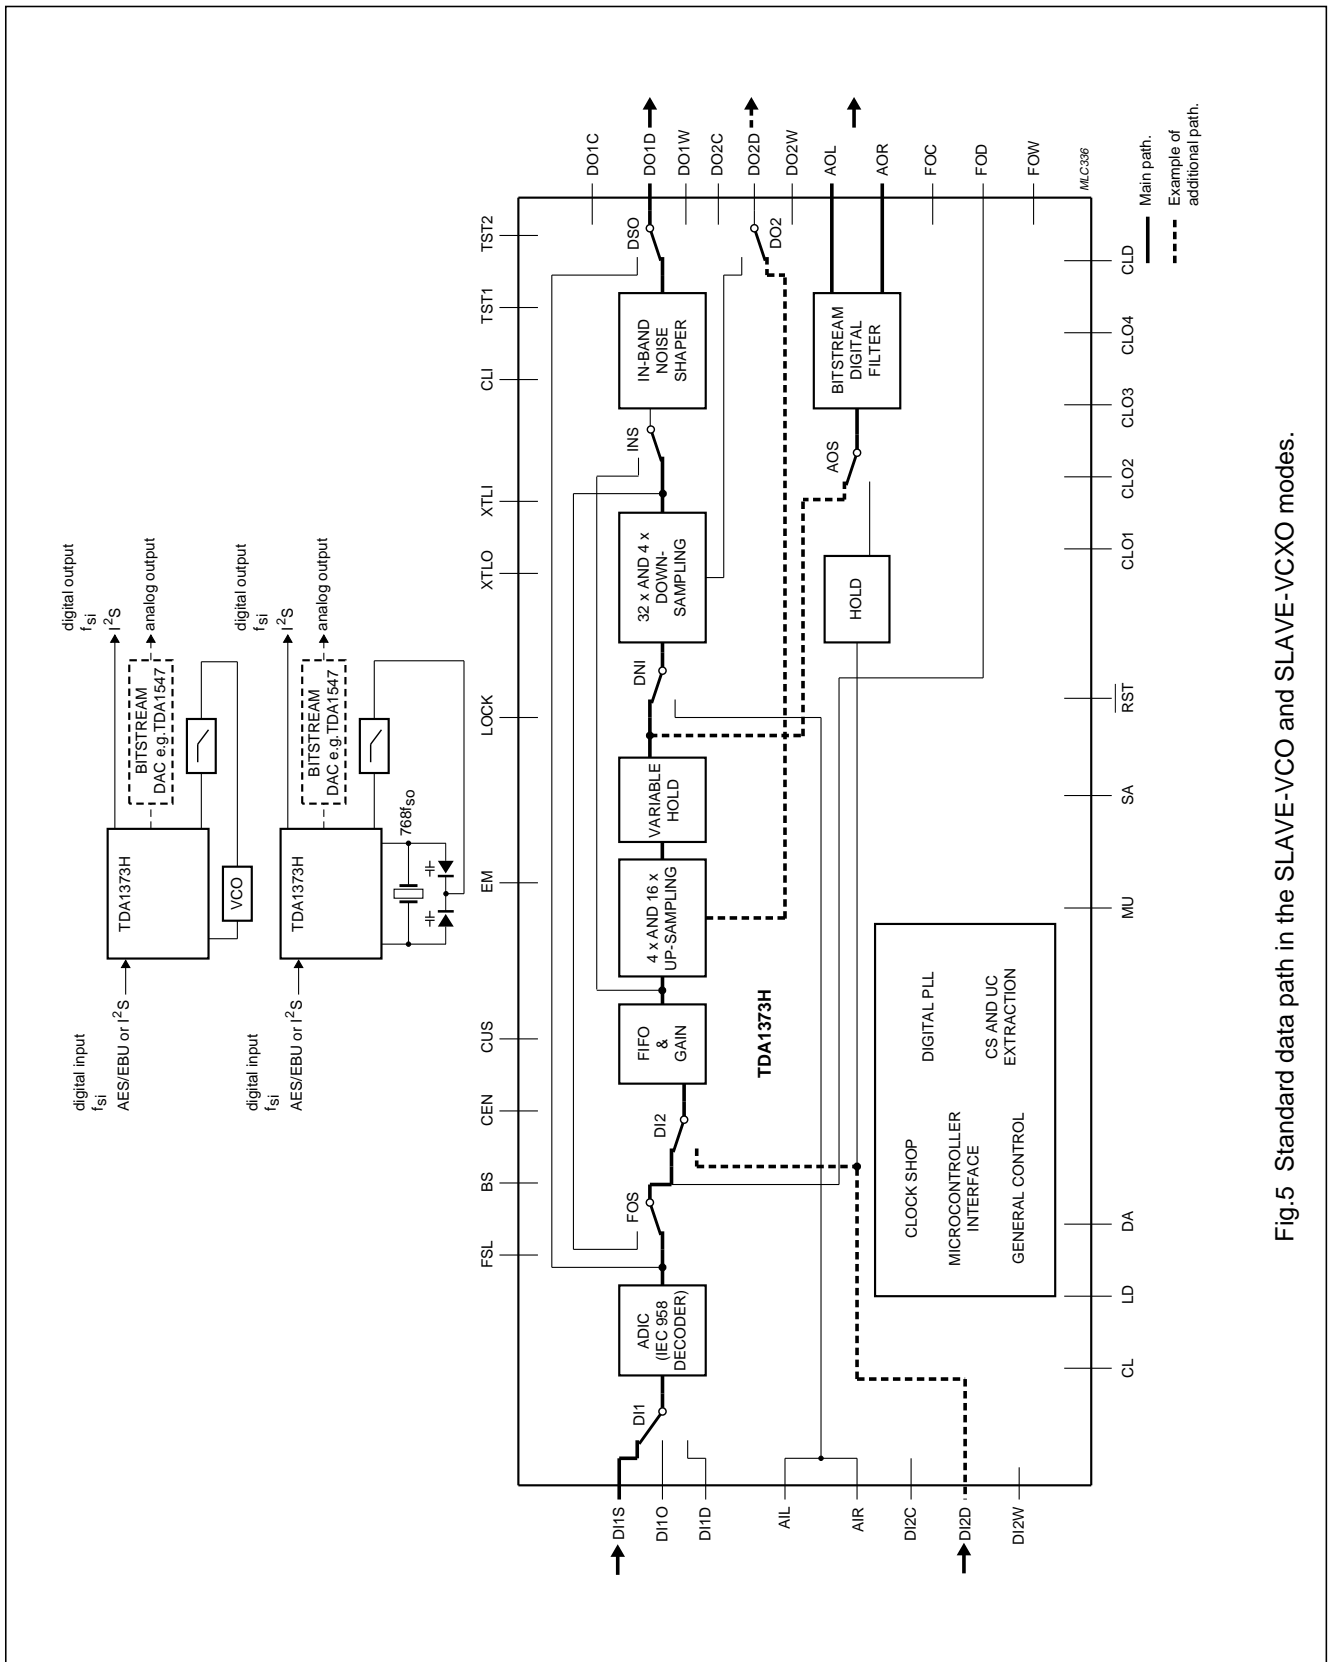 digital input
fsi
AES/EBU or I2S
TDA1373H
VCO
BITSTREAM
DAC e.g.TDA1547
digital output
fsi
I2S
analog output
digital input
fsi
AES/EBU or I2S
TDA1373H
768fso
BITSTREAM
DAC e.g.TDA1547
digital output
fsi
I2S
analog output
FSL
BS
CEN
CUS
EM
LOCK
XTLO
XTLI
CLI
TST1
TST2
DI1S
DI1O
DI1D
AIL
AIR
DI2C
DI2D
DI2W
DI1
ADIC
(IEC 958
DECODER)
FOS
DI2
FIFO
&
GAIN
4 x AND 16 x
UP-SAMPLING
VARIABLE
HOLD
DNI
32 x AND 4 x
DOWN-
SAMPLING
INS
IN-BAND
NOISE
SHAPER
DSO
DO2
TDA1373H
HOLD
AOS
BITSTREAM
DIGITAL
FILTER
CLOCK SHOP
DIGITAL PLL
MICROCONTROLLER
INTERFACE
CS AND UC
EXTRACTION
GENERAL CONTROL
DO1C
DO1D
DO1W
DO2C
DO2D
DO2W
AOL
AOR
FOC
FOD
FOW
MLC336
CL
LD
DA
MU
SA
RST
CLO1
CLO2
CLO3
CLO4
CLD
Main path.
Example of
additional path.
Fig.5 Standard data path in the SLAVE-VCO and SLAVE-VCXO modes.